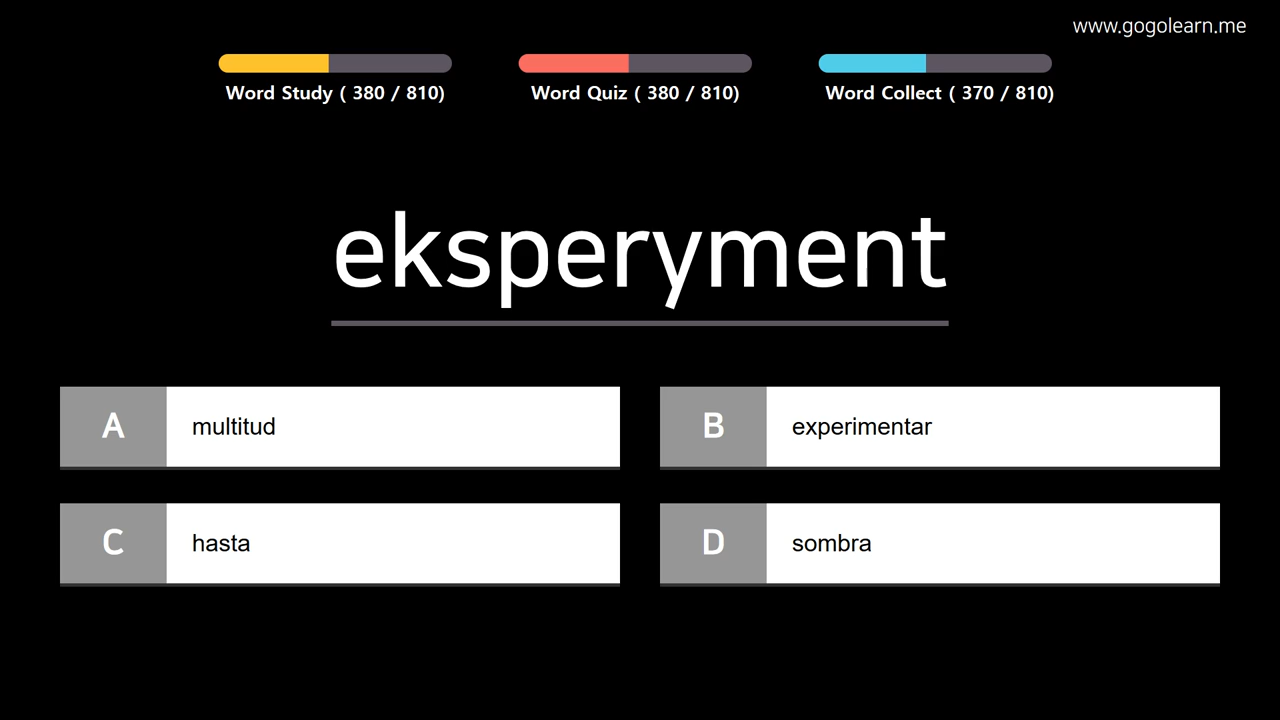 www.gogolearn.me
Word Study ( 380 / 810)
Word Quiz ( 380 / 810)
Word Collect ( 370 / 810)
eksperyment
A multitud
B experimentar
C hasta
D sombra